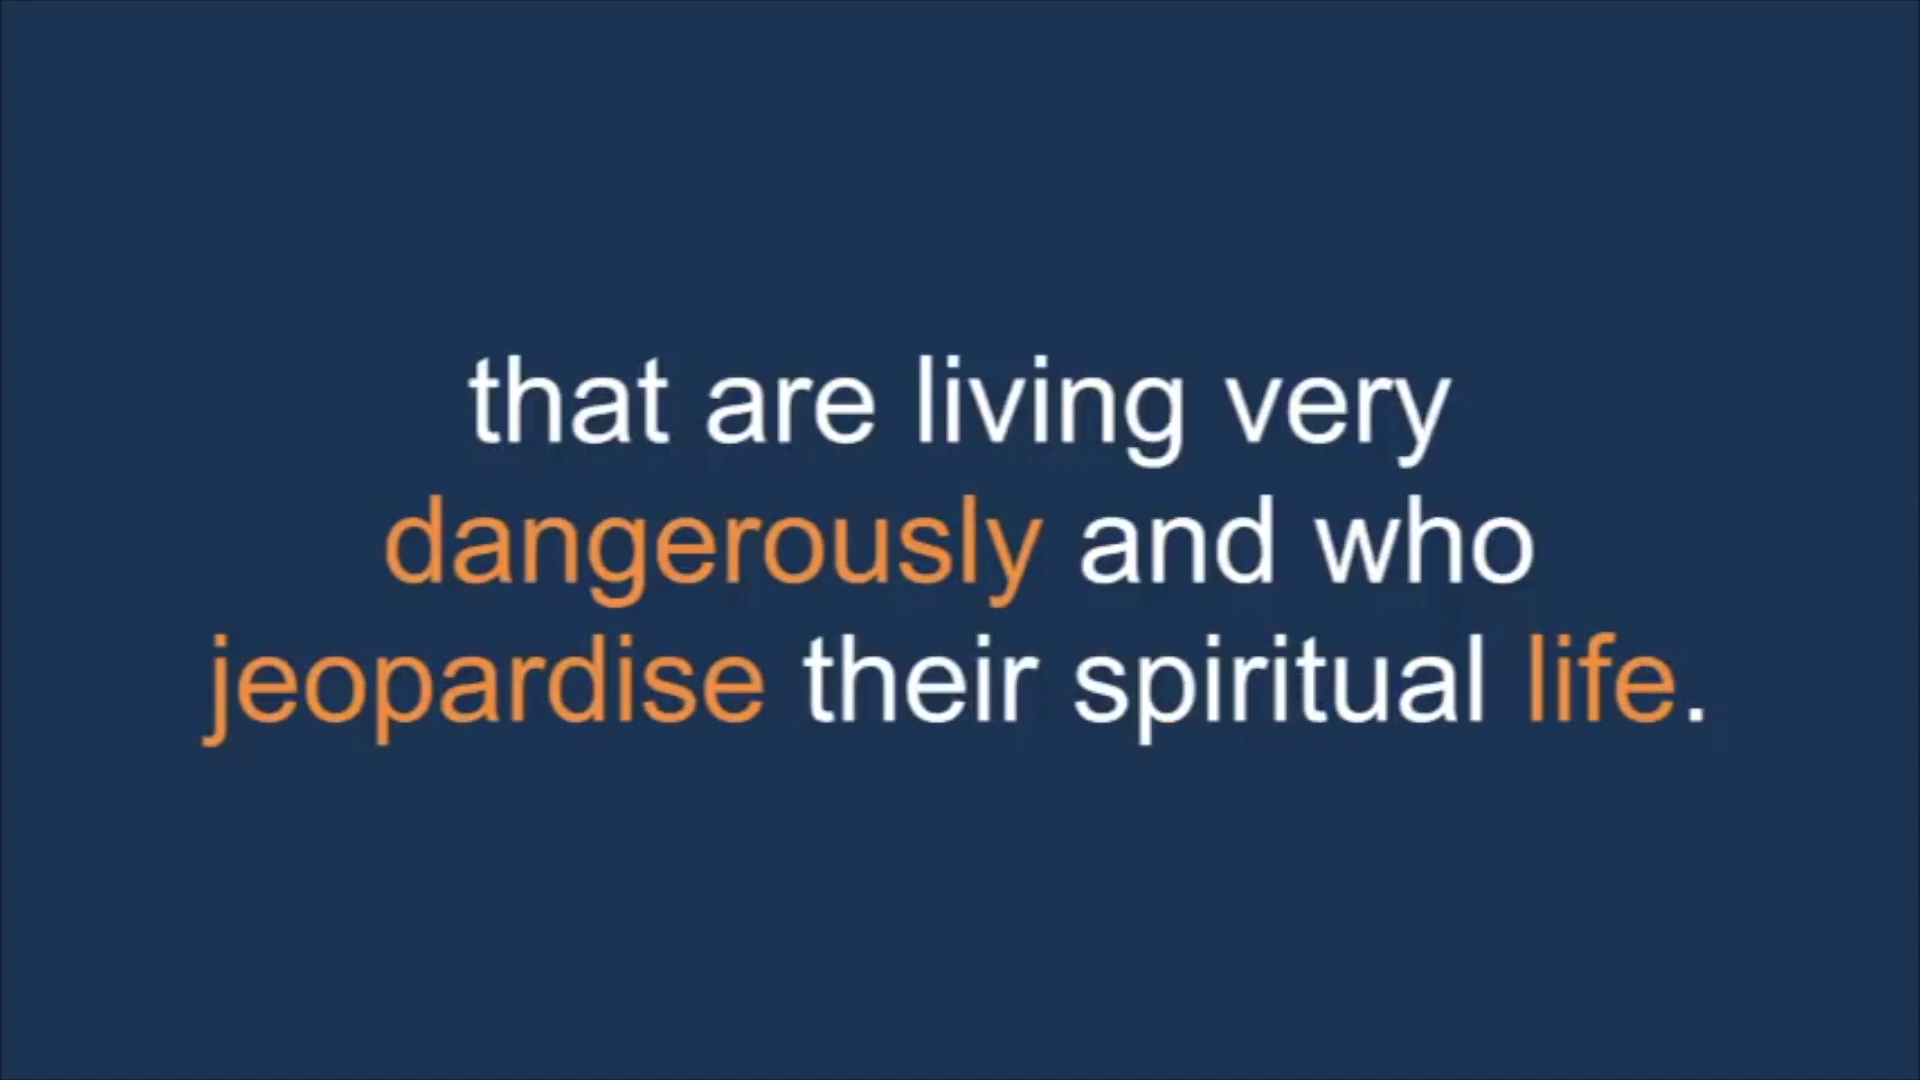 that are living very
dangerously and who
jeopardise their spiritual life.